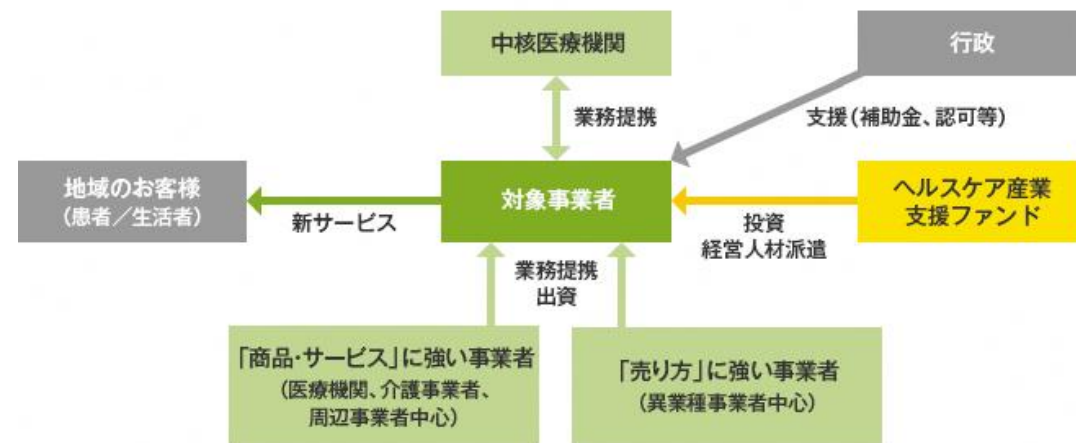 中核医療機関
行政
業務提携
支援(補助金、認可等)
地域のお客様
(患者／生活者)
新サービス
対象事業者
投資
経営人材派遣
ヘルスケア産業
支援ファンド
業務提携
出資
「商品・サービス」に強い事業者
(医療機関、介護事業者、
周辺事業者中心)
「売り方」に強い事業者
(異業種事業者中心)